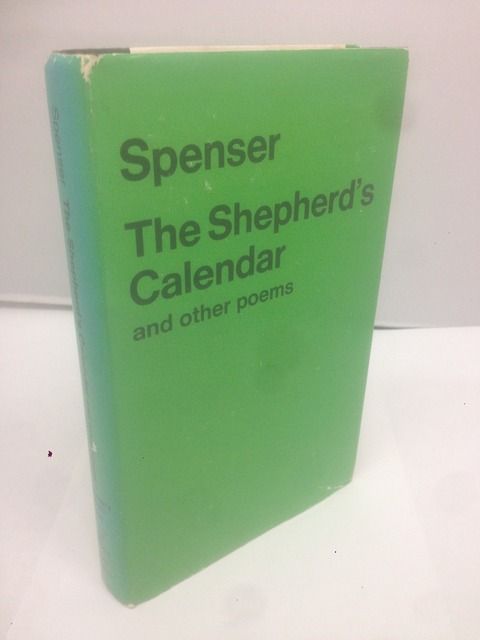 Spenser
The Shepherd's
Calendar
and other poems
Spenser The Shepherd's Calendar